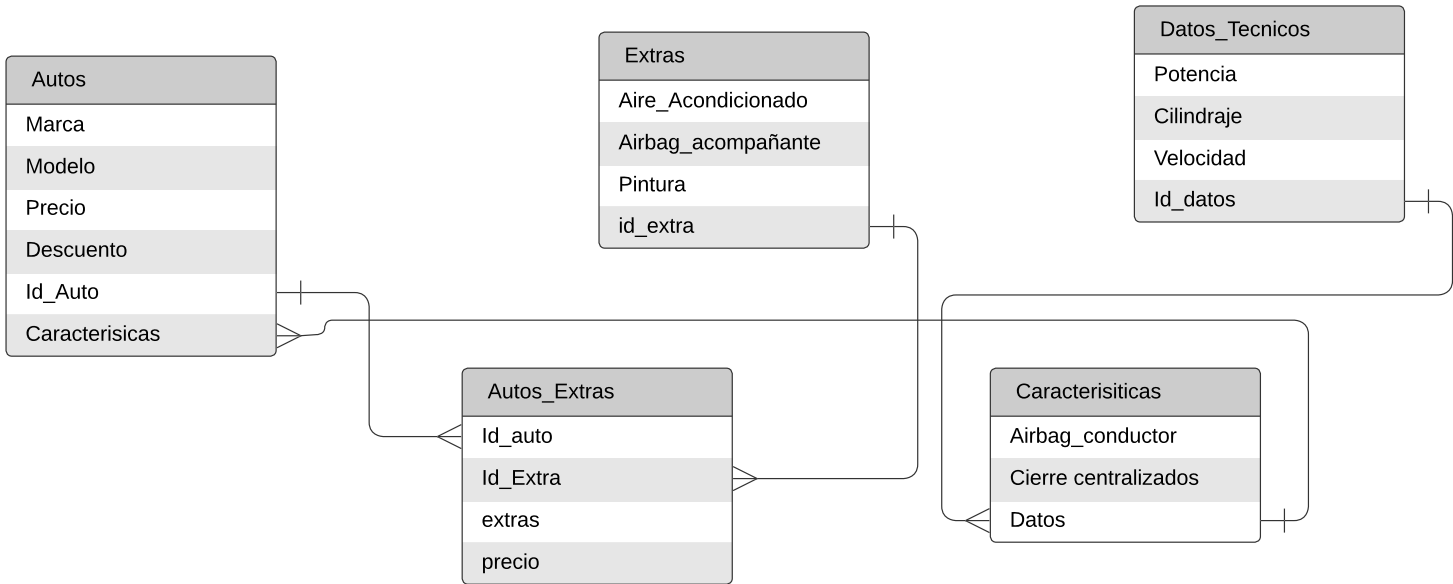 Autos
Marca
Modelo
Precio
Descuento
Id_Auto
Caracterisicas
Extras
Aire_Acondicionado
Airbag_acompañante
Pintura
id_extra
Datos_Tecnicos
Potencia
Cilindraje
Velocidad
Id_datos
Autos_Extras
Id_auto
Id_Extra
extras
precio
Caracterisiticas
Airbag_conductor
Cierre centralizados
Datos